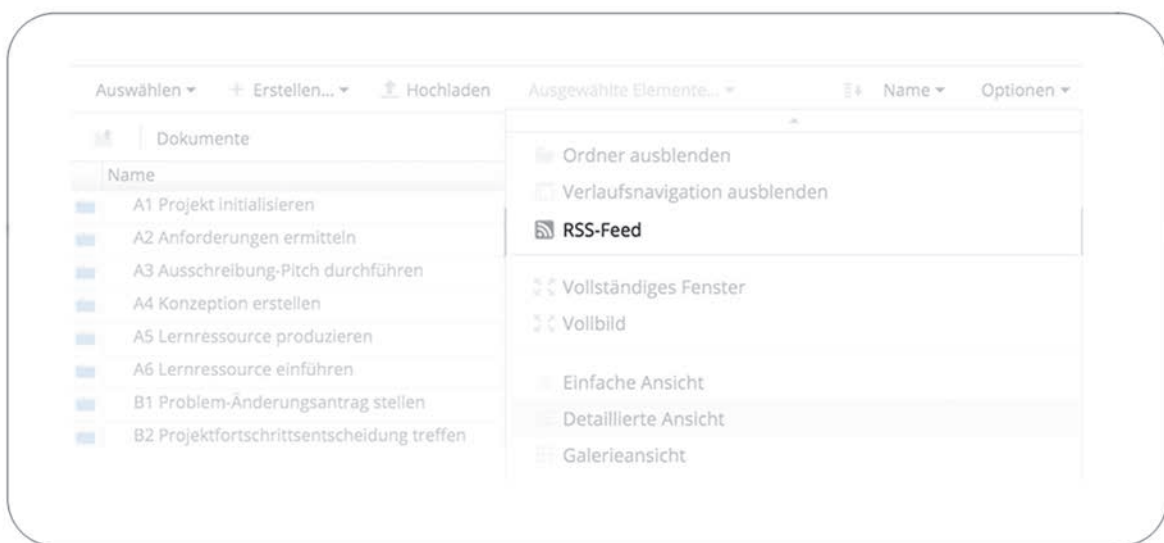 Auswählen Erstellen... Hochladen Ausgewählte Elemente... Name Optionen
Dokumente
Name
A1 Projekt initialisieren
A2 Anforderungen ermitteln
A3 Ausschreibung-Pitch durchführen
A4 Konzeption erstellen
A5 Lernressource produzieren
A6 Lernressource einführen
B1 Problem-Änderungsantrag stellen
B2 Projektfortschrittsentscheidung treffen
Ordner ausblenden
Verlaufsnavigation ausblenden
RSS-Feed
Vollständiges Fenster
Vollbild
Einfache Ansicht
Detaillierte Ansicht
Galerieansicht